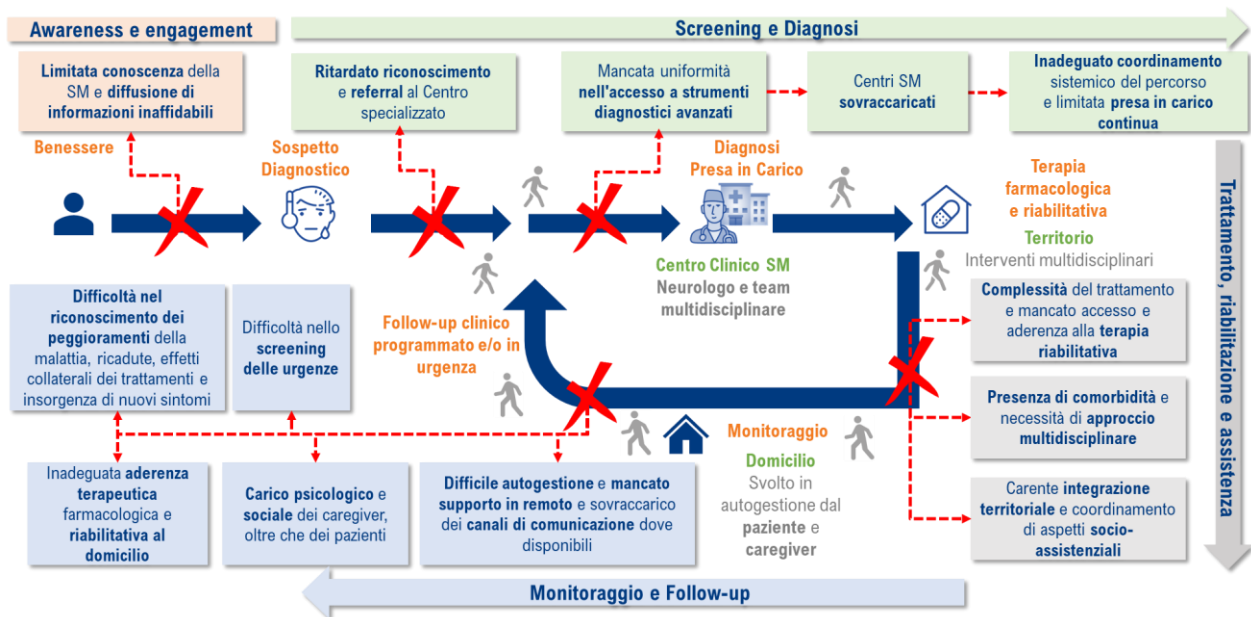 Awareness e engagement
Screening e Diagnosi
Limitata conoscenza della
SM e diffusione di
informazioni inaffidabili
Ritardato riconoscimento
e referral al Centro
specializzato
Mancata uniformità
nell'accesso a strumenti
diagnostici avanzati
Centri SM
sovraccaricati
Inadeguato coordinamento
sistemico del percorso
e limitata presa in carico
continua
Benessere
Sospetto
Diagnostico
Diagnosi
Presa in Carico
Terapia
farmacologica
e riabilitativa
Territorio
Interventi multidisciplinari
Centro Clinico SM
Neurologo e team
multidisciplinare
Trattamento, riabilitazione e assistenza
Difficoltà nel
riconoscimento dei
peggioramenti della
malattia, ricadute, effetti
collaterali dei trattamenti e
insorgenza di nuovi sintomi
Difficoltà nello
screening
delle urgenze
Follow-up clinico
programmato e/o in
urgenza
Complessità del trattamento
e mancato accesso e
aderenza alla terapia
riabilitativa
Presenza di comorbidità e
necessità di approccio
multidisciplinare
Monitoraggio
Domicilio
Svolto in
autogestione dal
paziente e
caregiver
Inadeguata aderenza
terapeutica
farmacologica e
riabilitativa al
domicilio
Carico psicologico e
sociale dei caregiver,
oltre che dei pazienti
Difficile autogestione e mancato
supporto in remoto e sovraccarico
dei canali di comunicazione dove
disponibili
Carente integrazione
territoriale e coordinamento
di aspetti socio-
assistenziali
Monitoraggio e Follow-up